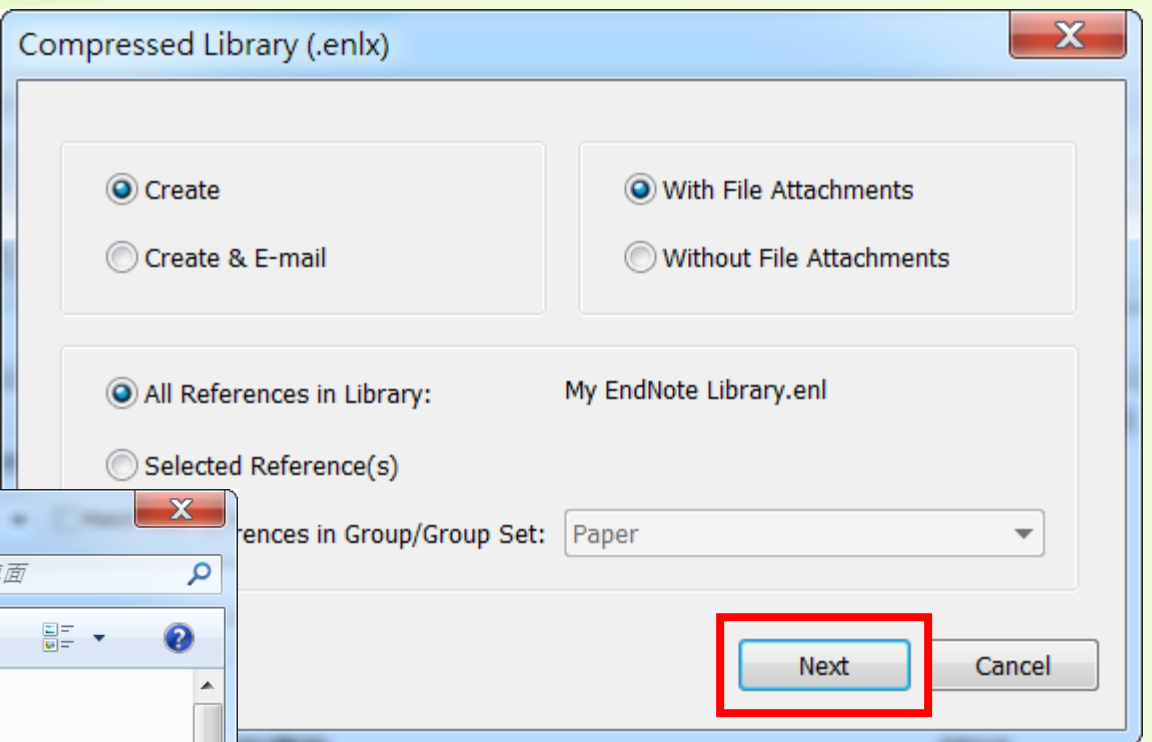 Compressed Library (.enlx)
Create
With File Attachments
Create & E-mail
Without File Attachments
All References in Library: My EndNote Library.enl
Selected Reference(s)
rences in Group/Group Set: Paper
面
Next Cancel